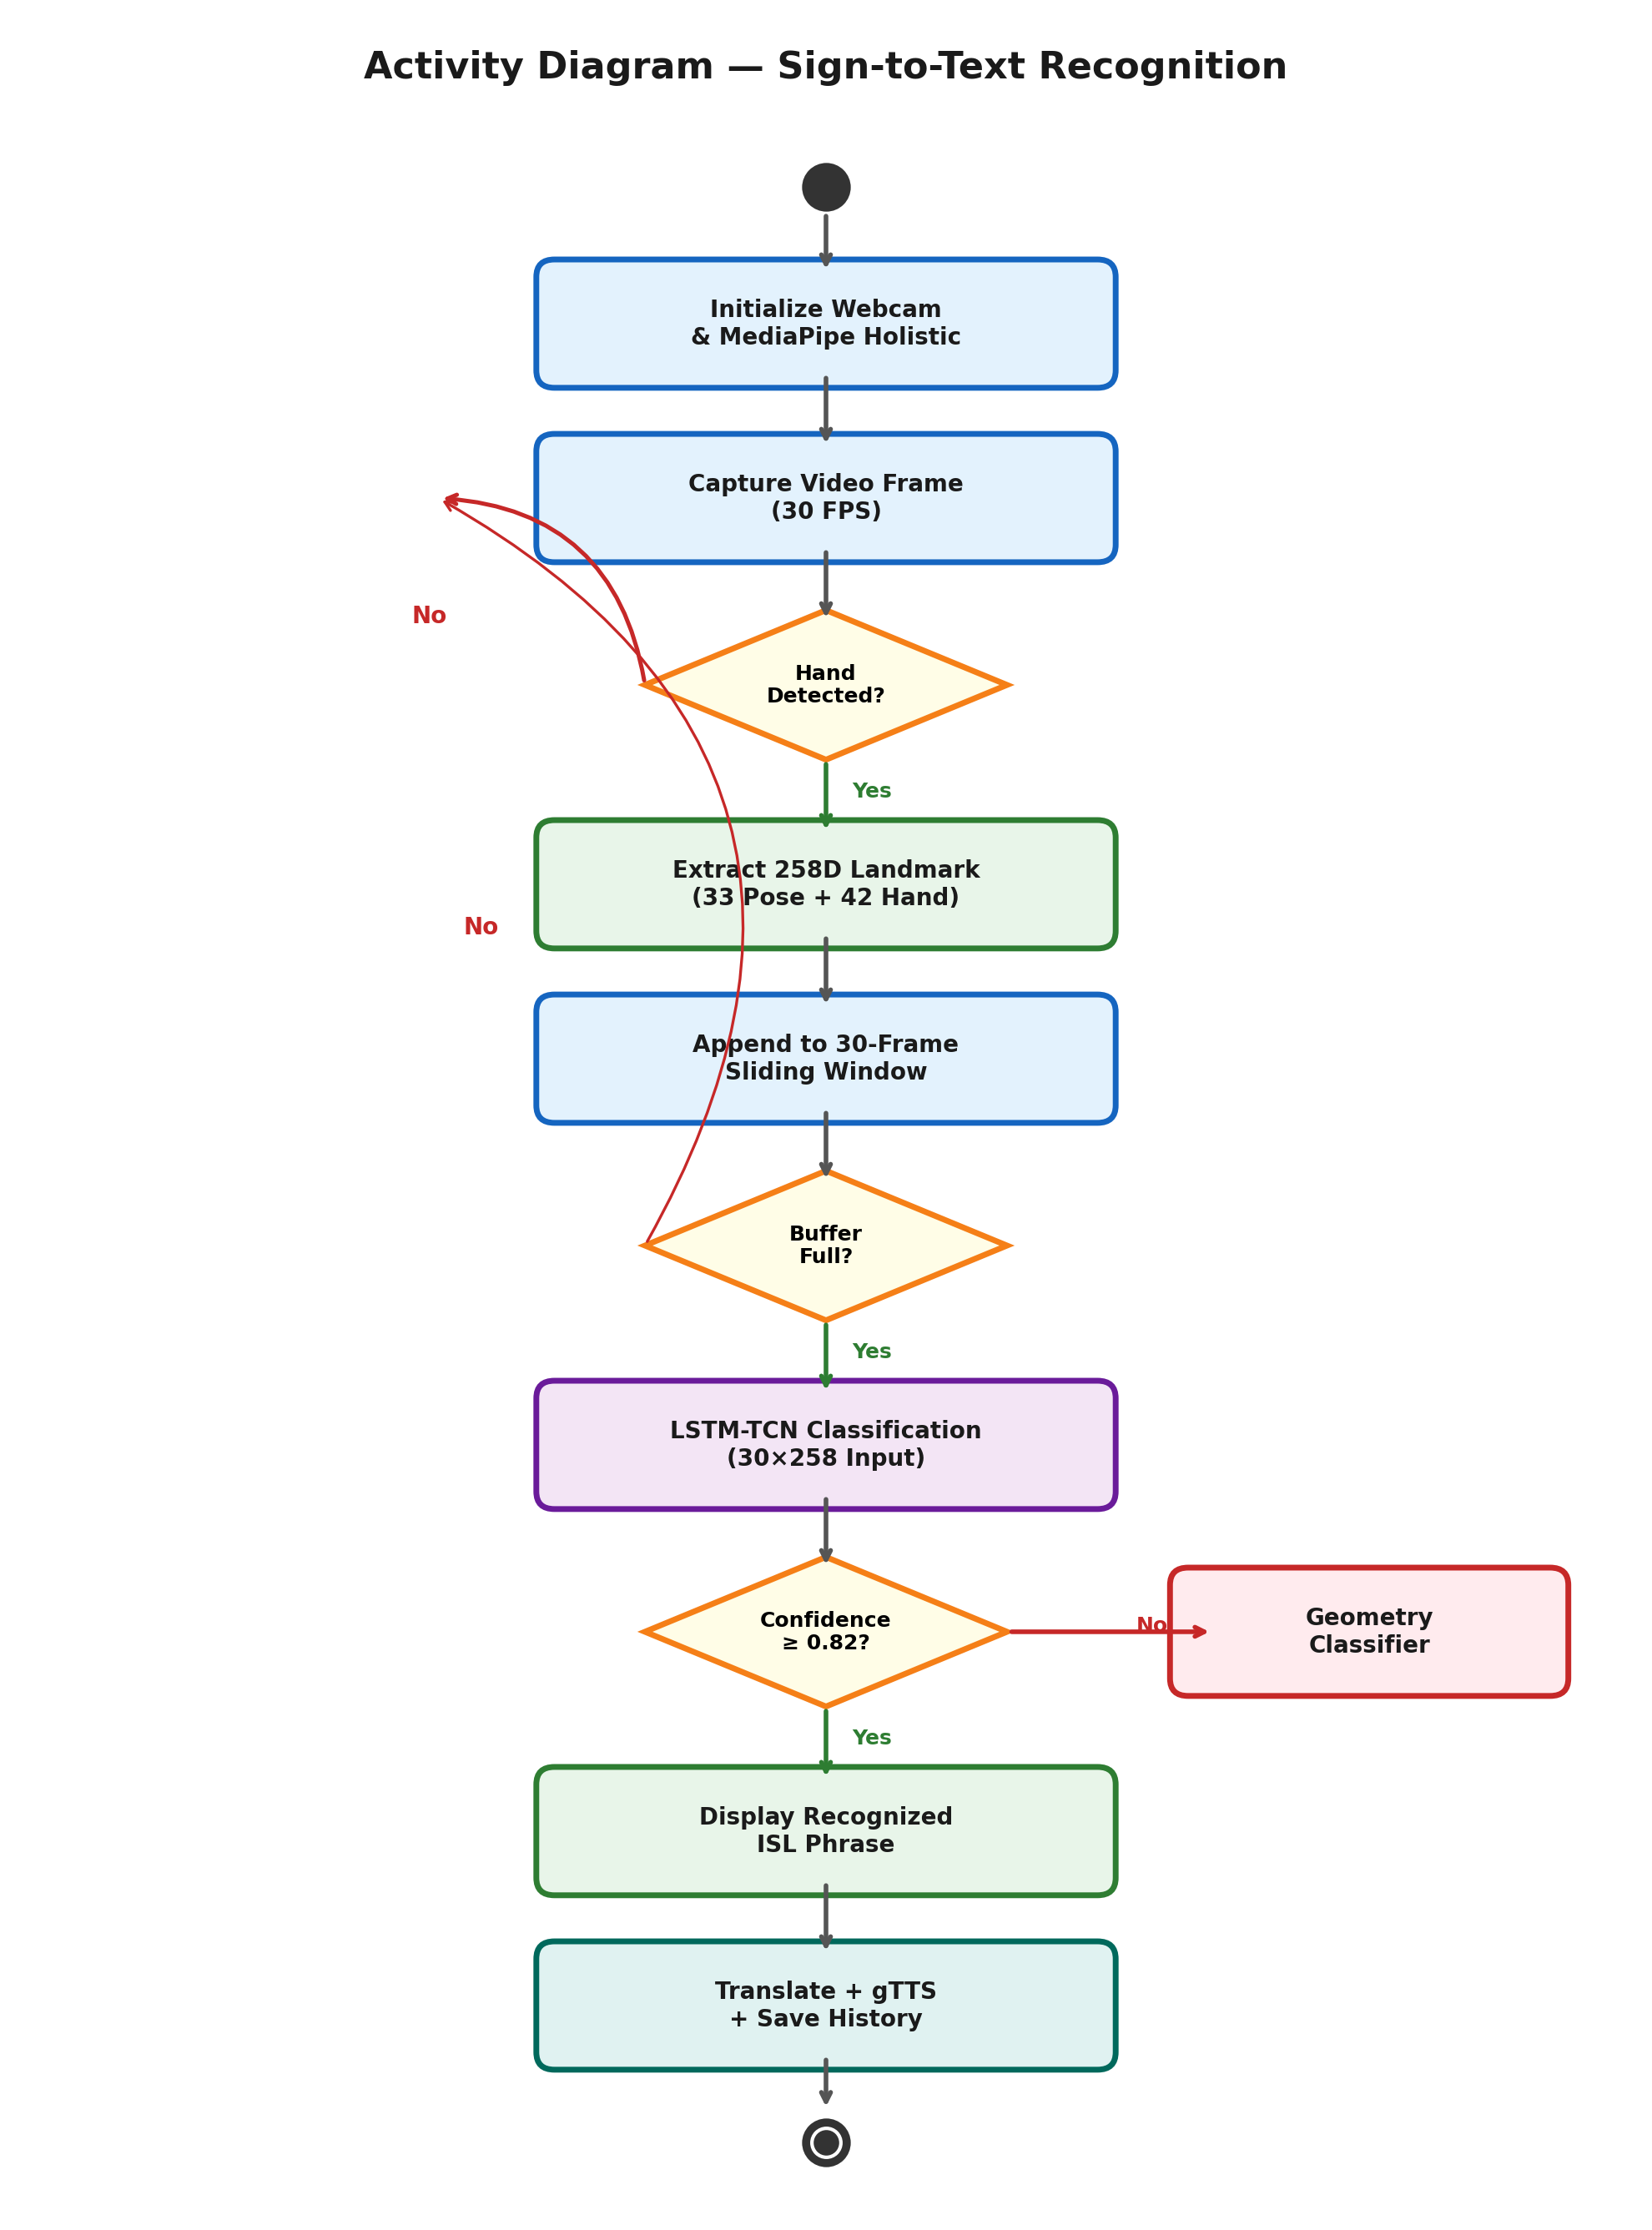 Activity Diagram — Sign-to-Text Recognition
Initialize Webcam
& MediaPipe Holistic
Capture Video Frame
(30 FPS)
No
Hand
Detected?
Yes
Extract 258D Landmark
(33 Pose + 42 Hand)
No
Append to 30-Frame
Sliding Window
Buffer
Full?
Yes
LSTM-TCN Classification
(30×258 Input)
Confidence
≥ 0.82?
No
Geometry
Classifier
Yes
Display Recognized
ISL Phrase
Translate + gTTS
+ Save History